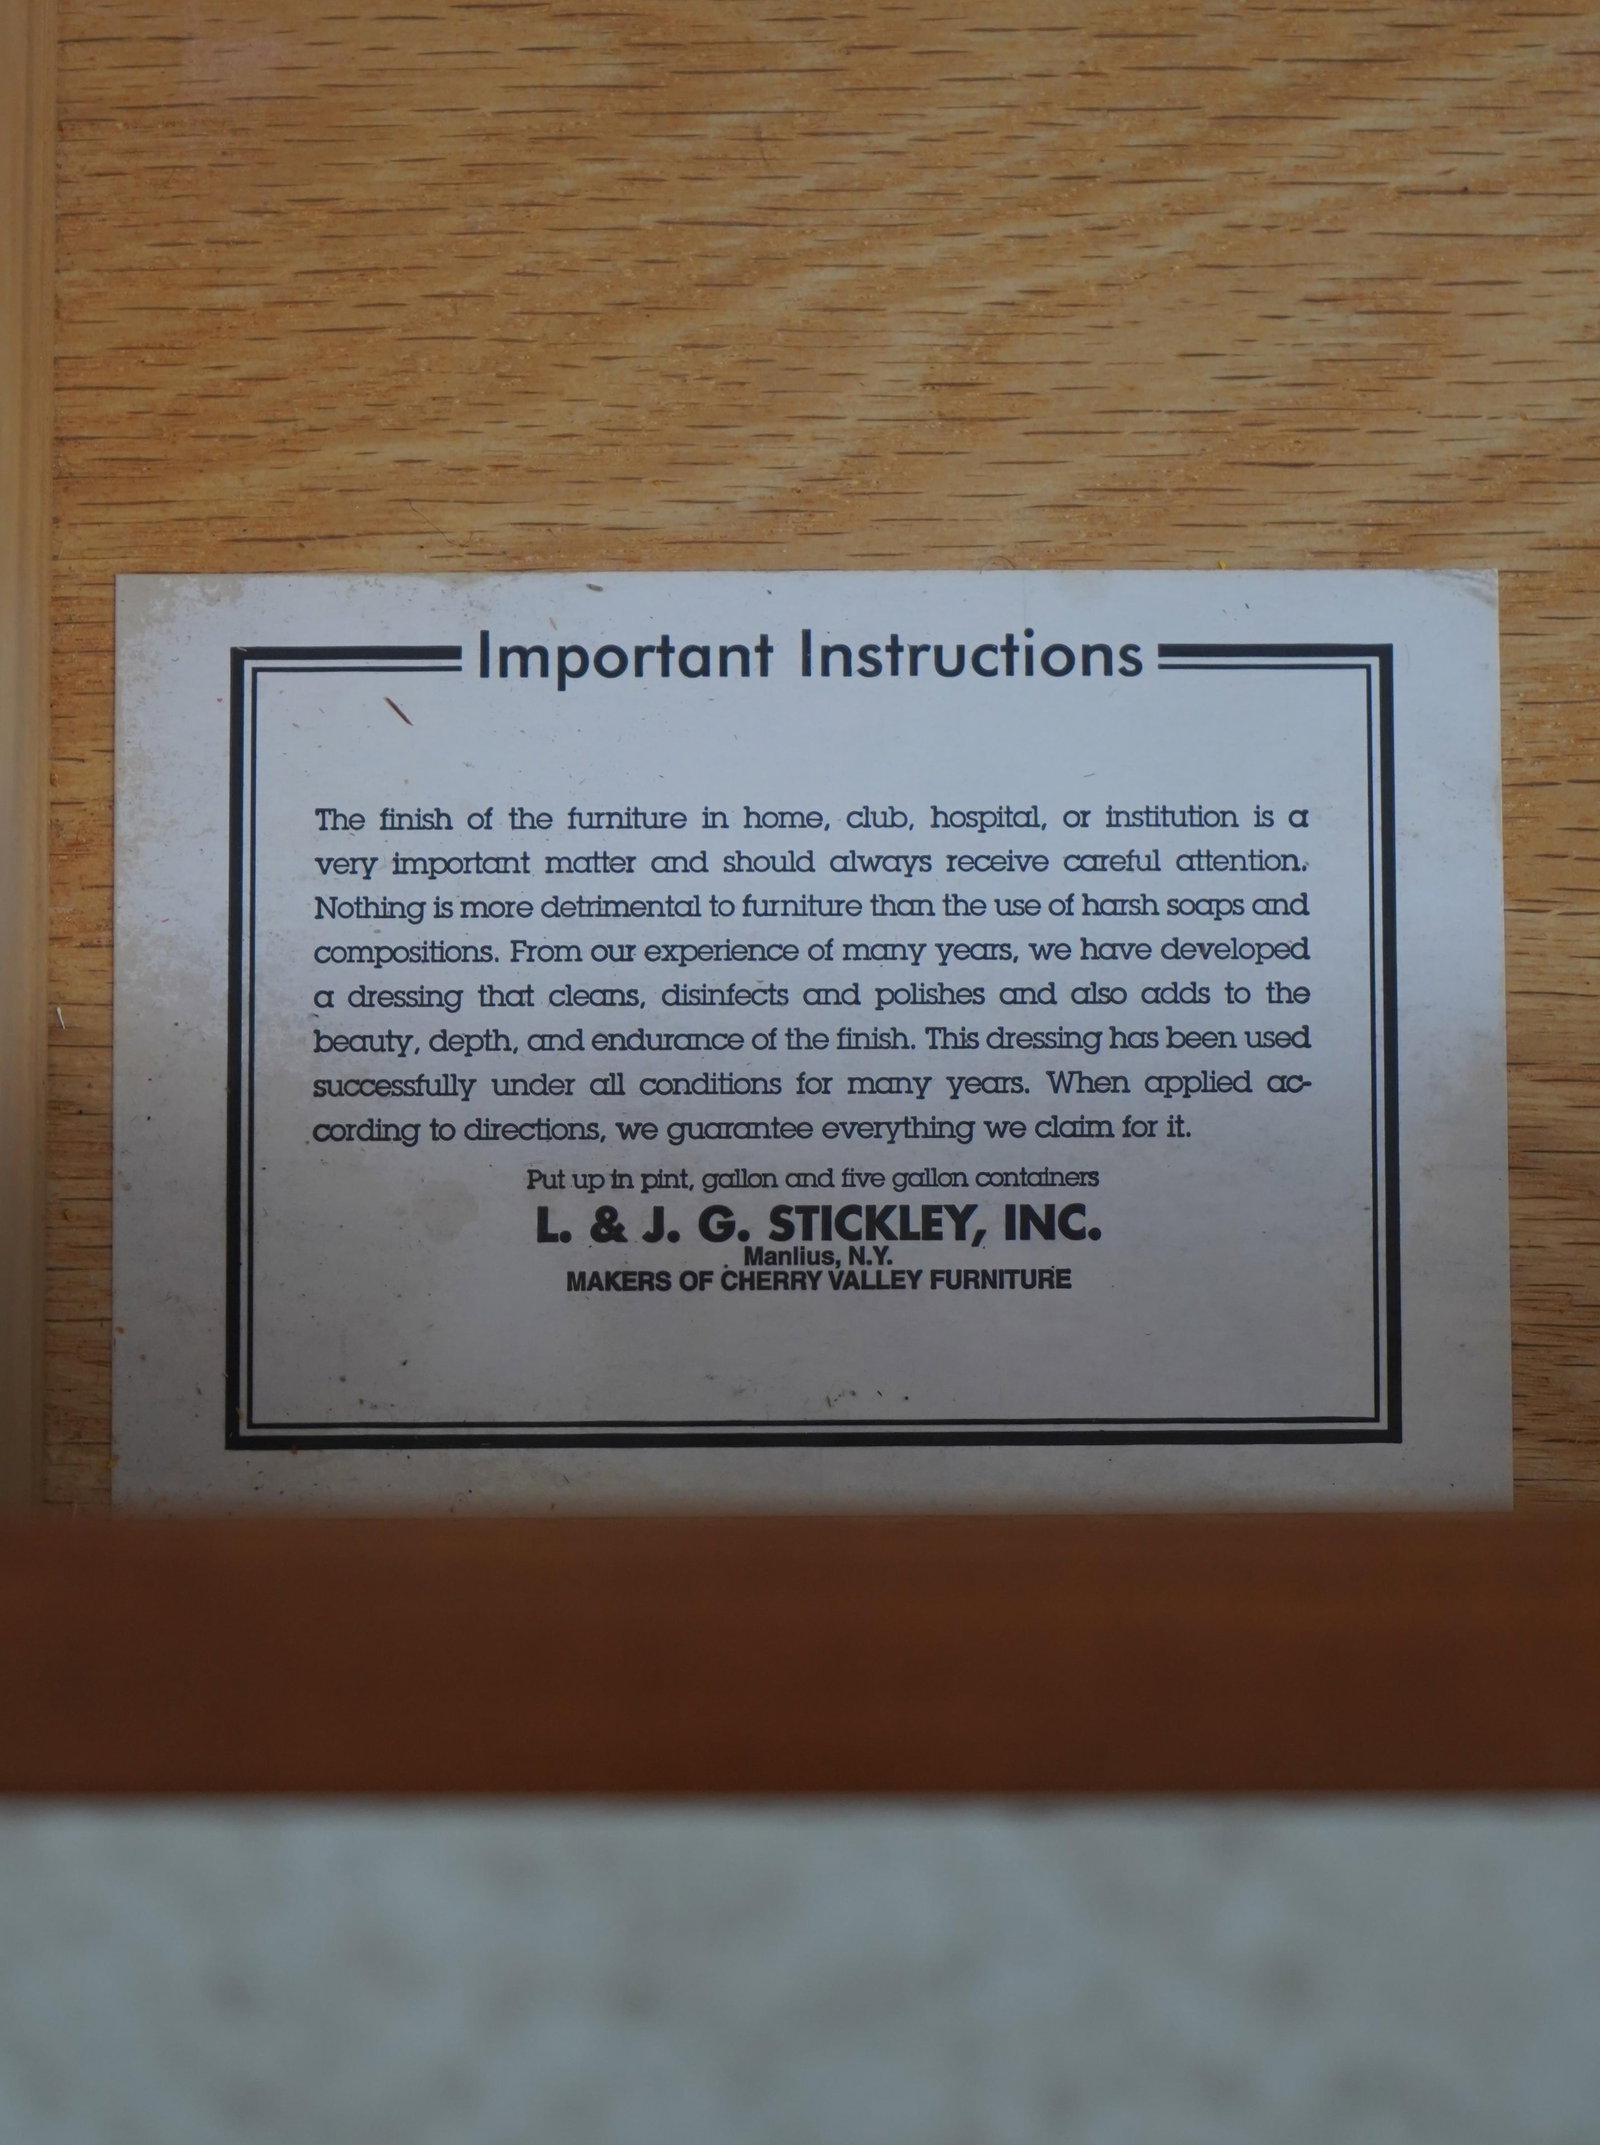 Important Instructions
The finish of the furniture in home, club, hospital, or institution is a
very important matter and should always receive careful attention.
Nothing is more detrimental to furniture than the use of harsh soaps and
compositions. From our experience of many years, we have developed
a dressing that cleans, disinfects and polishes and also adds to the
beauty, depth, and endurance of the finish. This dressing has been used
successfully under all conditions for many years. When applied ac-
cording to directions, we guarantee everything we claim for it.
Put up in pint, gallon and five gallon containers
L. & J. G. STICKLEY, INC.
Manlius, N.Y.
MAKERS OF CHERRY VALLEY FURNITURE